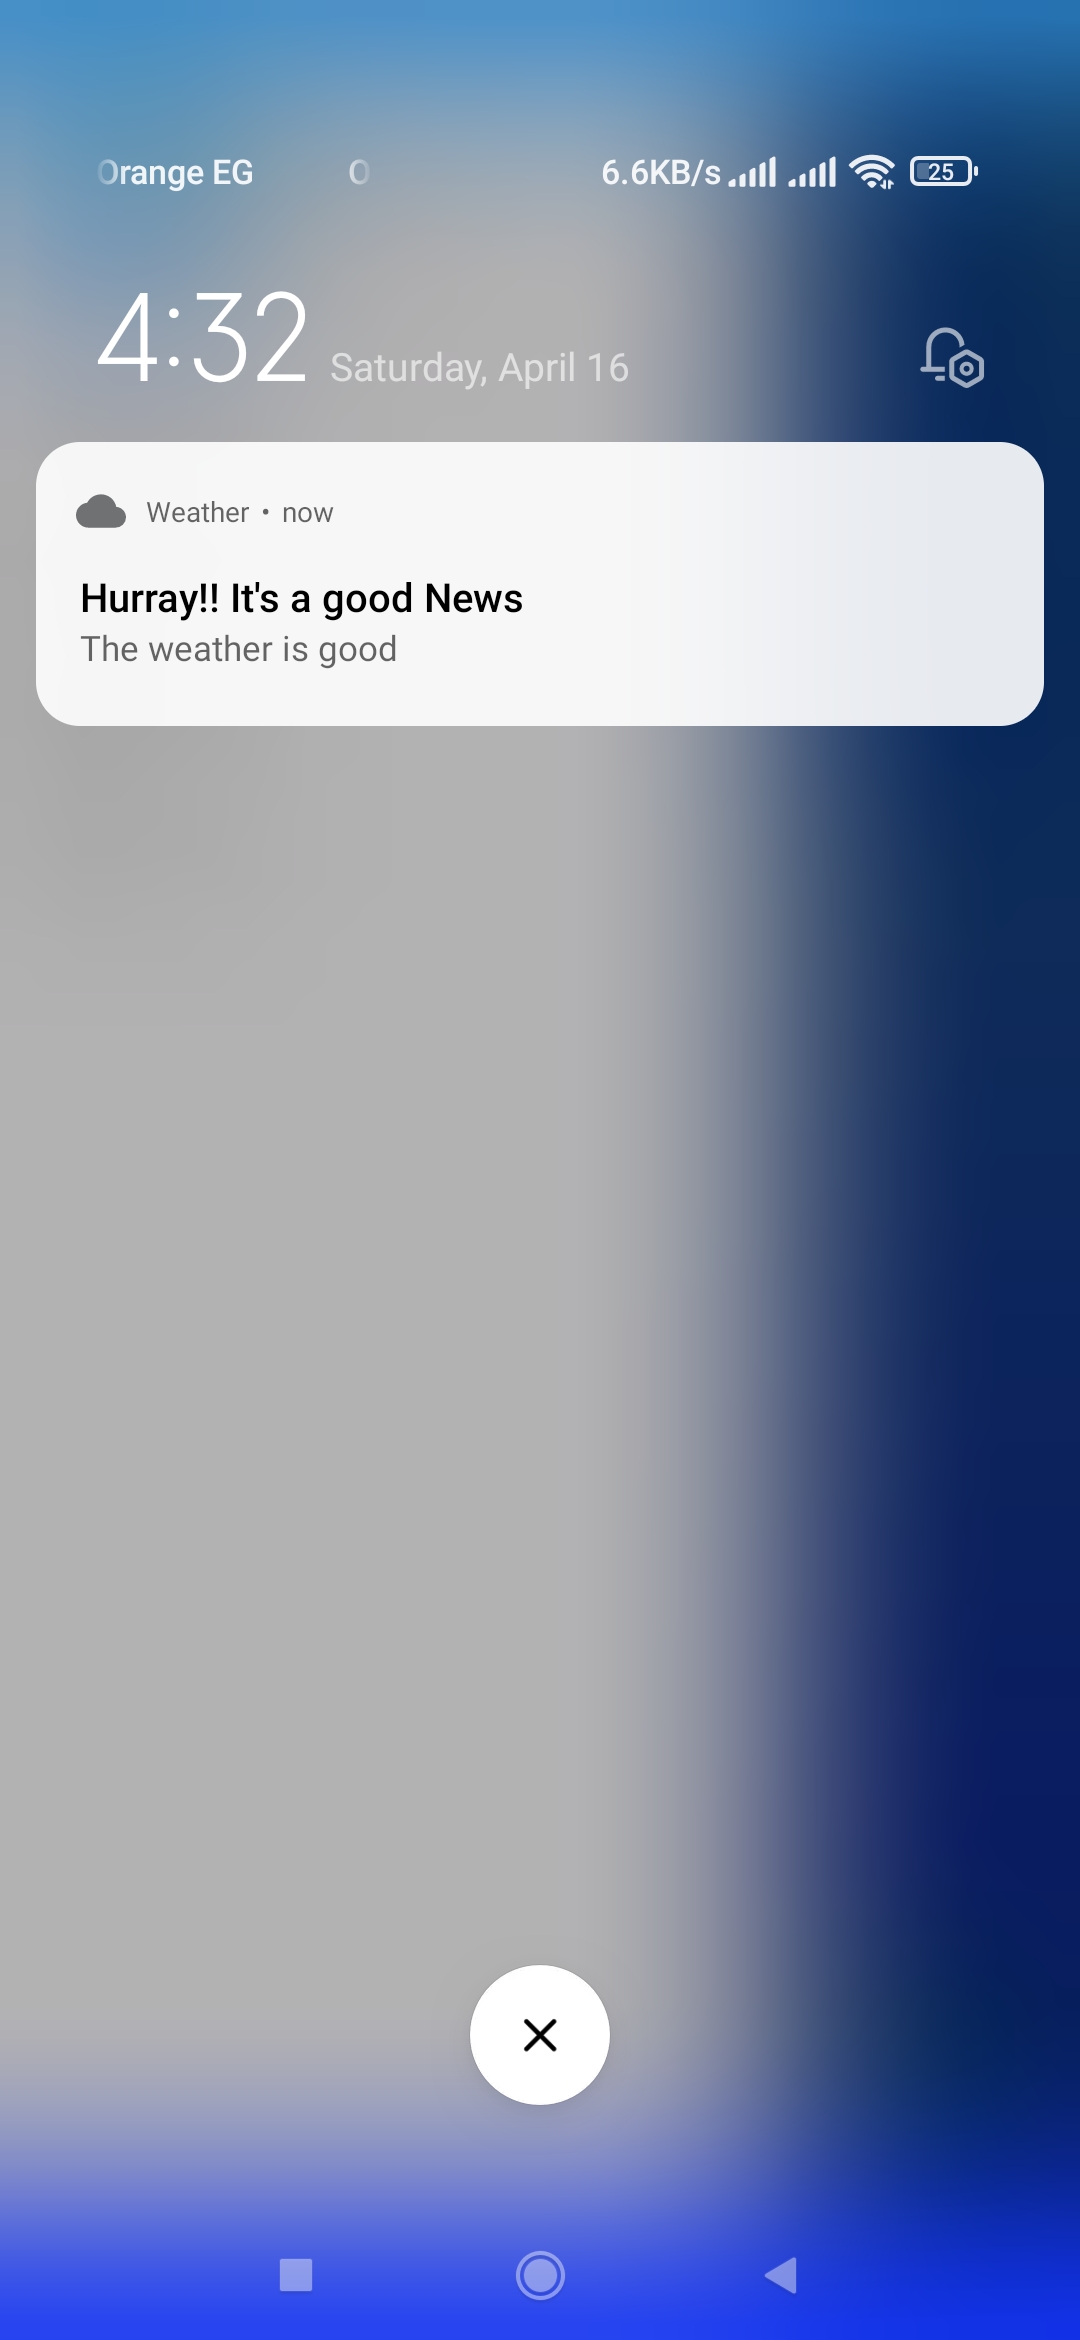 Orange EG O 6.6KB/s 25
4:32 Saturday, April 16
Weather • now
Hurray!! It's a good News
The weather is good